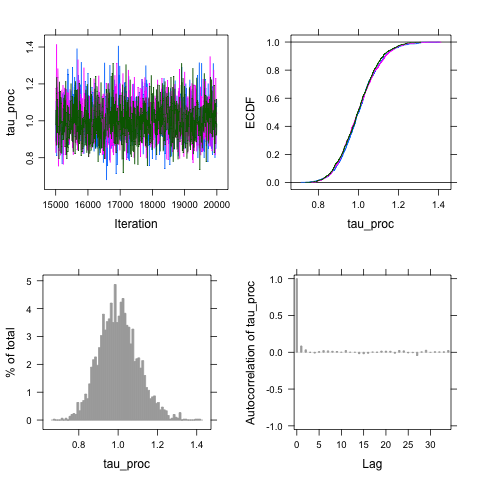 tau_proc
1.4
1.2
1.0
0.8
15000 16000 17000 18000 19000 20000
Iteration
ECDF
1.0
0.8
0.6
0.4
0.2
0.0
0.8 1.0 1.2 1.4
tau_proc
% of total
5
4
3
2
1
0
0.8 1.0 1.2 1.4
tau_proc
Autocorrelation of tau_proc
1.0
0.5
0.0
-0.5
-1.0
0 5 10 15 20 25 30
Lag